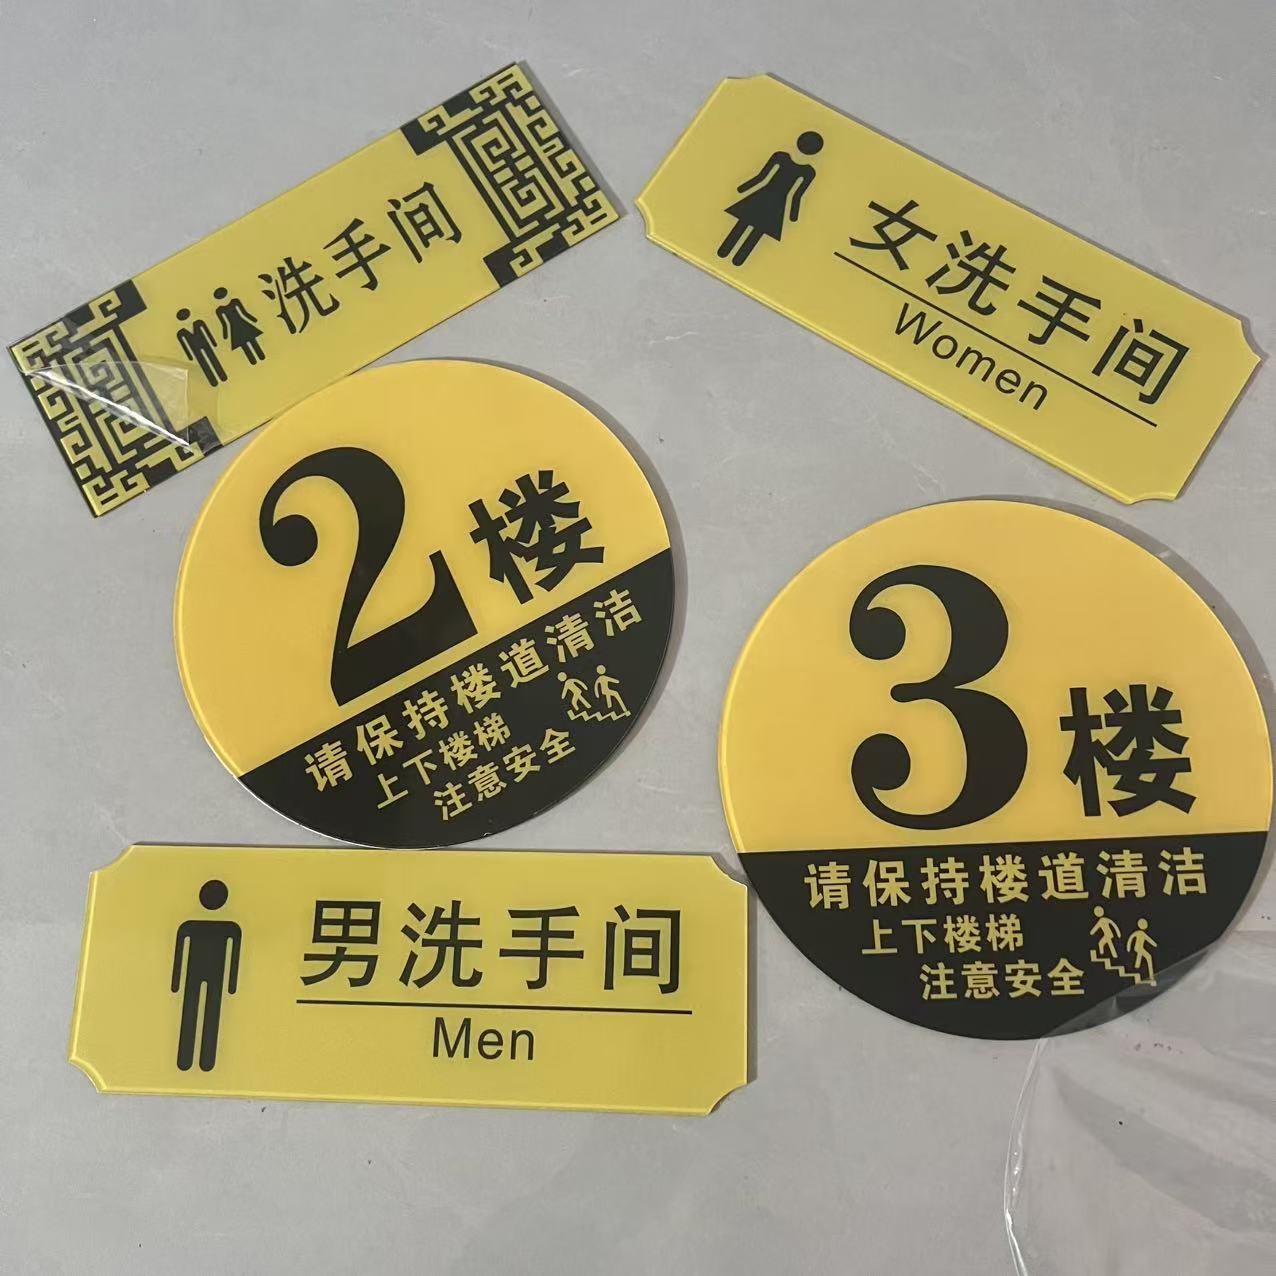 洗手间
女洗手间
Women
2楼
请保持楼道清洁
上下楼梯
注意安全
3楼
请保持楼道清洁
上下楼梯
注意安全
男洗手间
Men